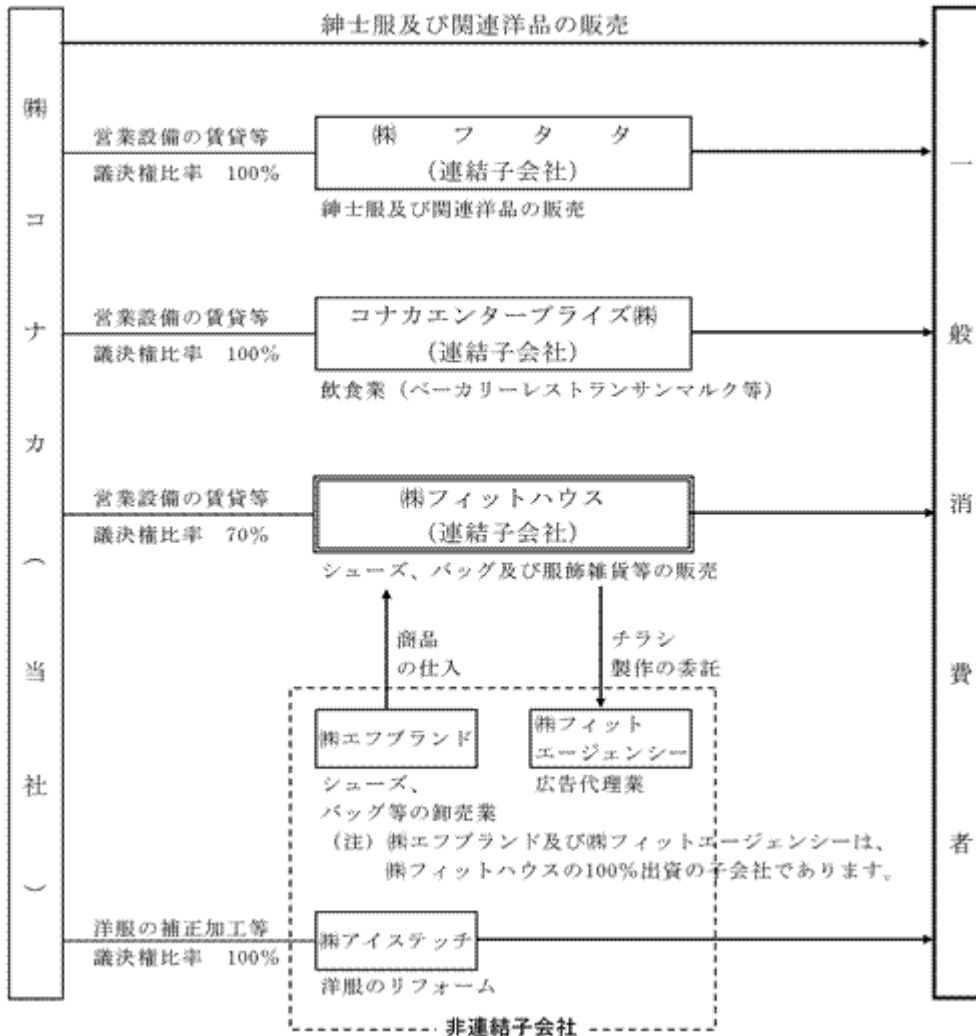 紳士服及び関連洋品の販売
㈱コナカ（当社）
一般消費者
営業設備の賃貸等
議決権比率　100%
㈱フタタ
（連結子会社）
紳士服及び関連洋品の販売
営業設備の賃貸等
議決権比率　100%
コナカエンタープライズ㈱
（連結子会社）
飲食業（ベーカリーレストランサンマルク等）
営業設備の賃貸等
議決権比率　70%
㈱フィットハウス
（連結子会社）
シューズ、バッグ及び服飾雑貨等の販売
商品
の仕入
チラシ
製作の委託
㈱エフブランド
シューズ、
バッグ等の卸売業
㈱フィット
エージェンシー
広告代理業
（注）㈱エフブランド及び㈱フィットエージェンシーは、
㈱フィットハウスの100%出資の子会社であります。
洋服の補正加工等
議決権比率　100%
㈱アイステッチ
洋服のリフォーム
非連結子会社